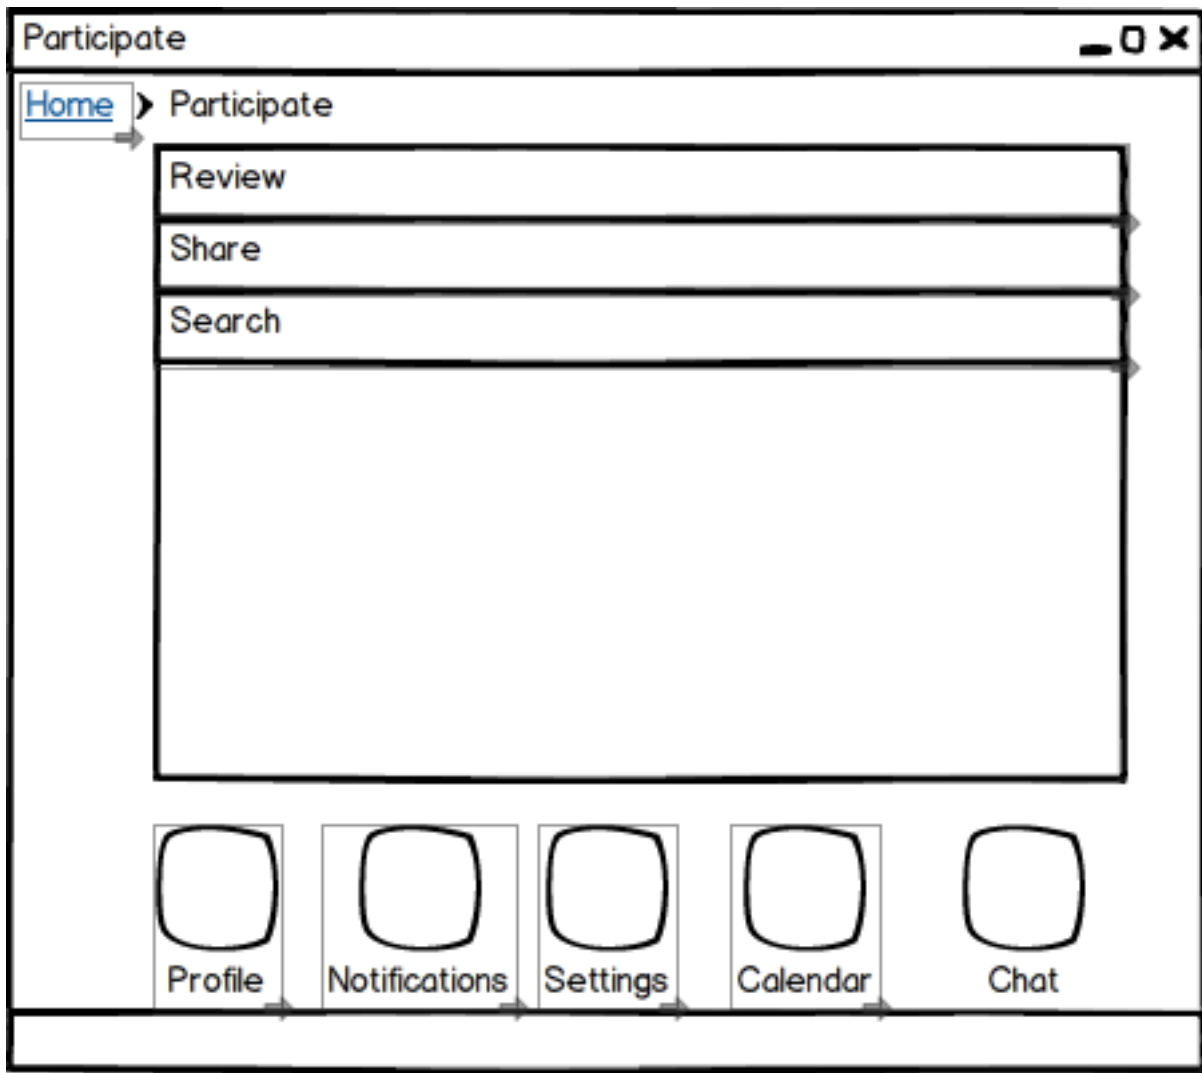 Participate
Home > Participate
Review
Share
Search
Profile Notifications Settings Calendar Chat